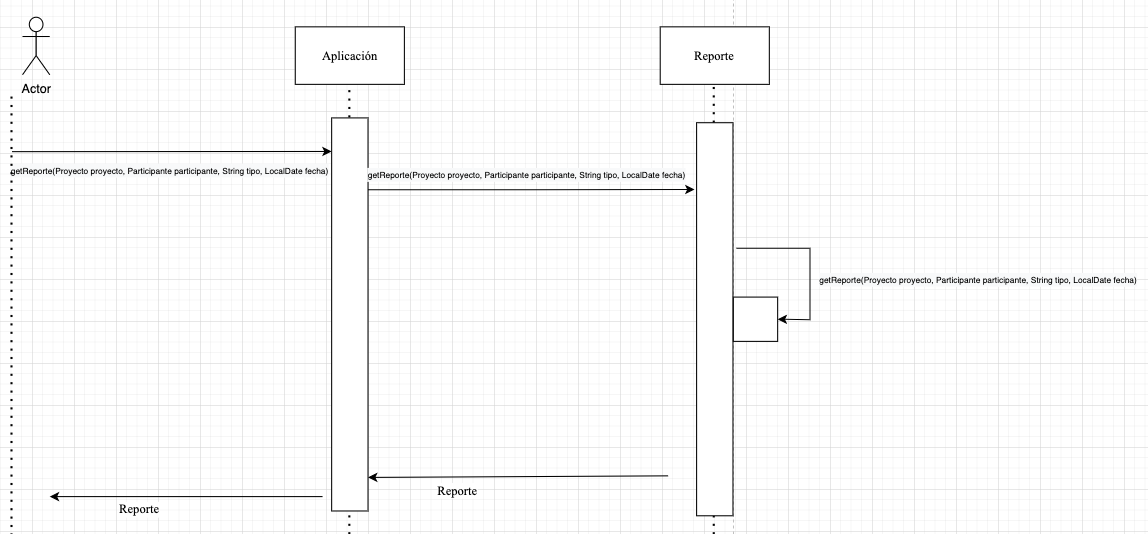 Actor
Aplicación
Reporte
getReporte(Proyecto proyecto, Participante participante, String tipo, LocalDate fecha)
getReporte(Proyecto proyecto, Participante participante, String tipo, LocalDate fecha)
getReporte(Proyecto proyecto, Participante participante, String tipo, LocalDate fecha)
Reporte
Reporte